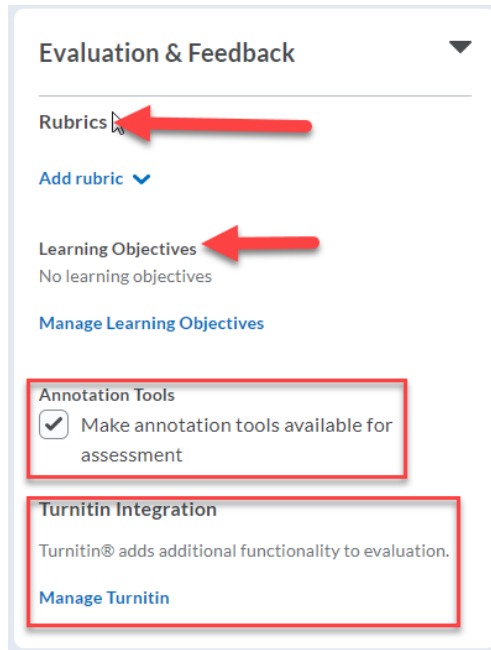 Evaluation & Feedback
Rubrics
Add rubric
Learning Objectives
No learning objectives
Manage Learning Objectives
Annotation Tools
Make annotation tools available for
assessment
Turnitin Integration
Turnitin® adds additional functionality to evaluation.
Manage Turnitin